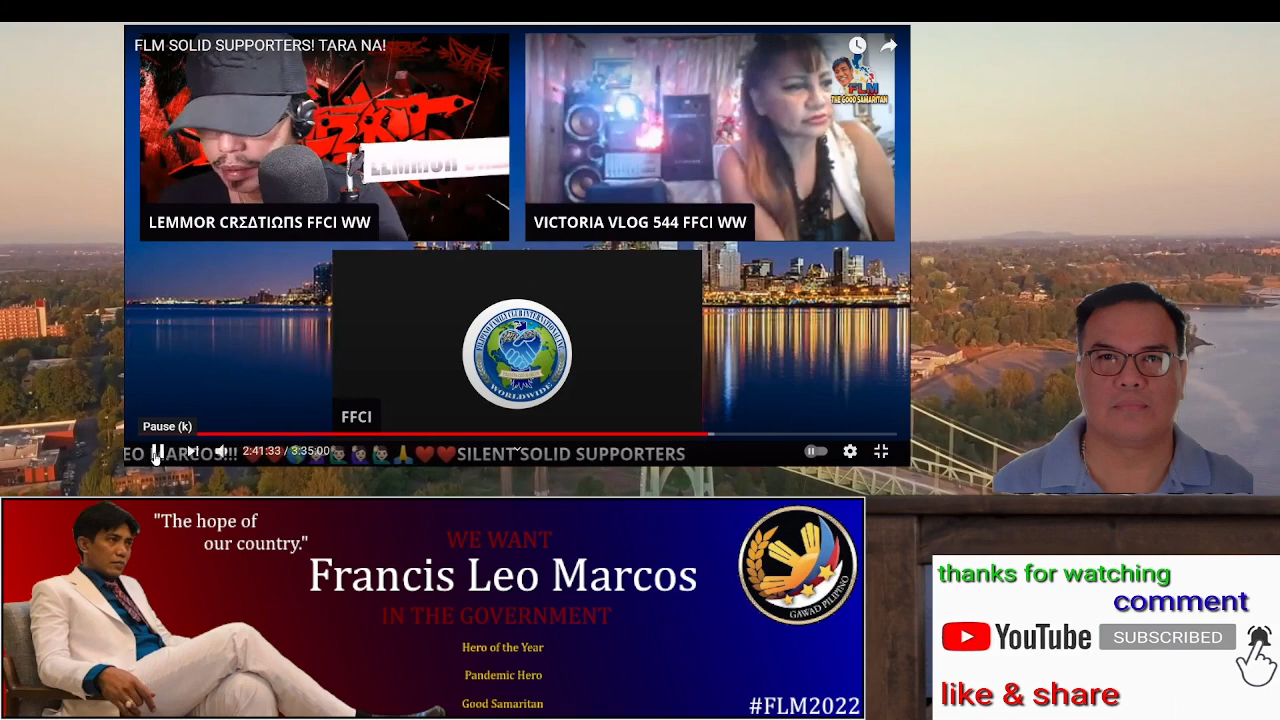 FLM SOLID SUPPORTERS! TARA NA!
FLM
THE GOOD SAMARITAN
LEMMOR CRΣΔTIΩΠS FFCI WW
VICTORIA VLOG 544 FFCI WW
WORLDWIDE
FFCI
Pause (k)
2:41:33 / 3:35:00
MARCOS!!! ❤️ 🙏❤️❤️SILENT SOLID SUPPORTERS
"The hope of
our country."
WE WANT
Francis Leo Marcos
IN THE GOVERNMENT
Hero of the Year
Pandemic Hero
Good Samaritan
GAWAD PILIPINO
#FLM2022
thanks for watching
comment
YouTube SUBSCRIBED
like & share